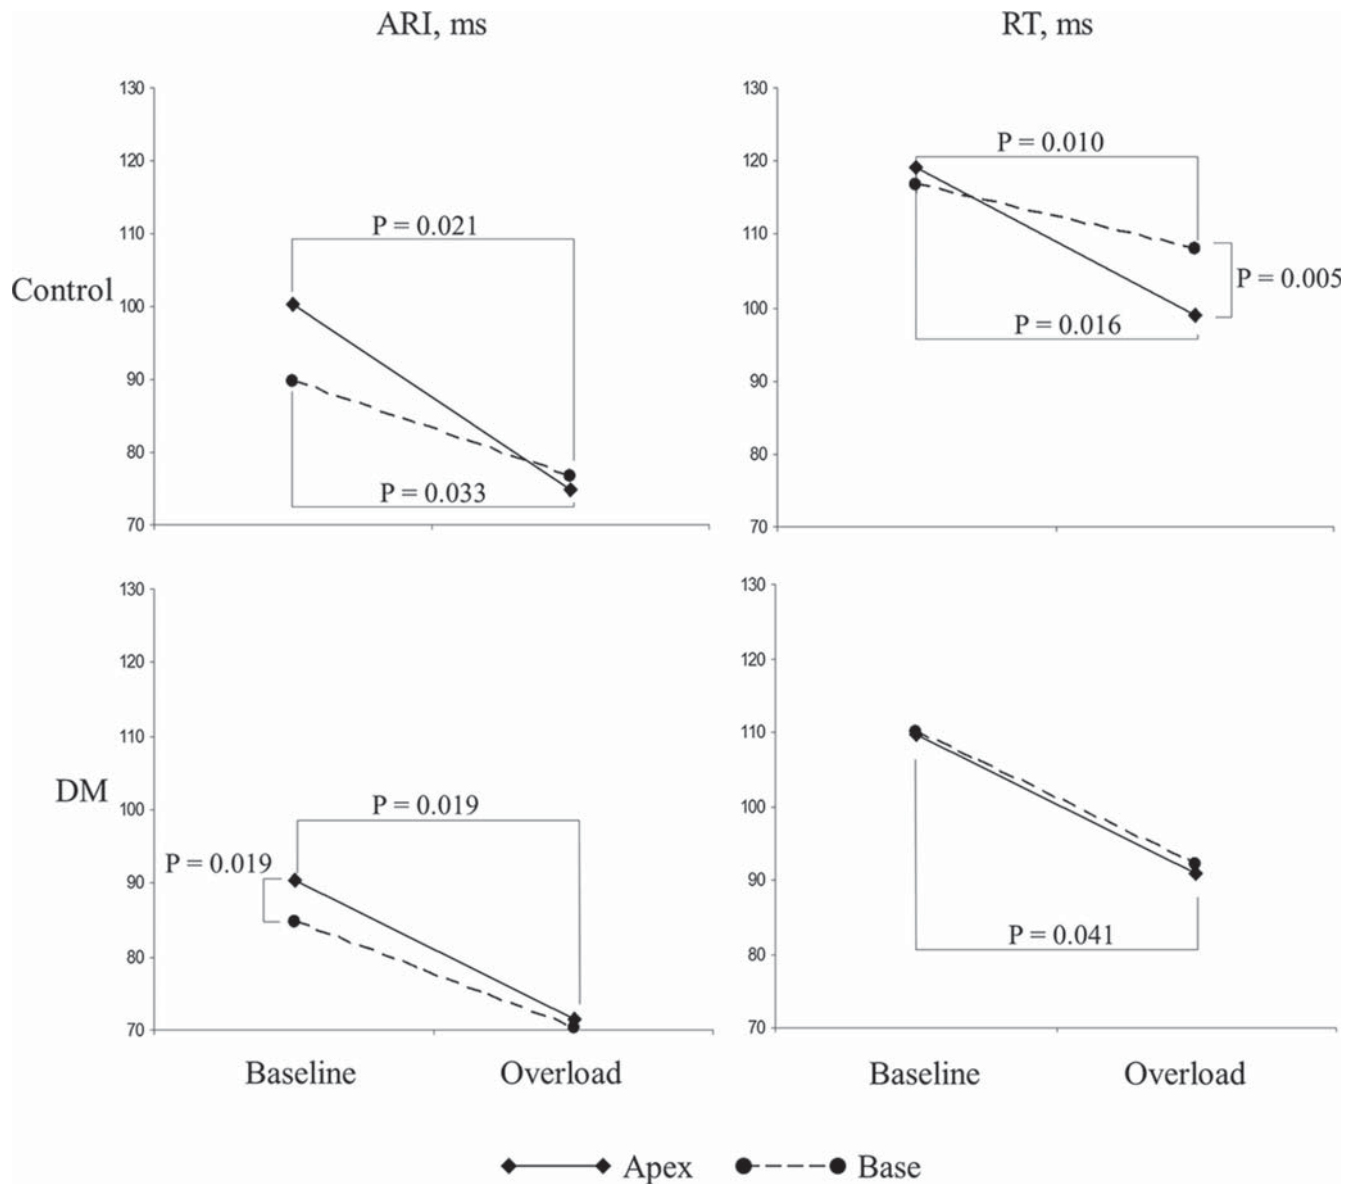 ARI, ms
RT, ms
Control
130
120
110
100
90
80
70
P = 0.021
P = 0.033
130
120
110
100
90
80
70
P = 0.010
P = 0.005
P = 0.016
DM
130
120
110
100
90
80
70
P = 0.019
P = 0.019
Baseline
Overload
130
120
110
100
90
80
70
P = 0.041
Baseline
Overload
Apex
Base